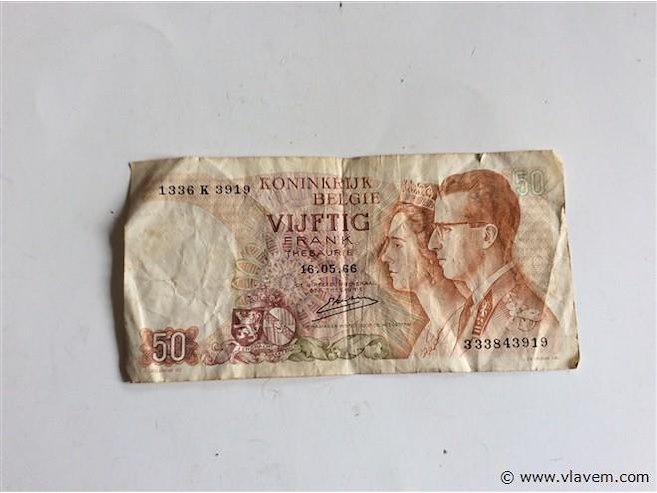 1336 K 3919
KONINKRIJK
BELGIE
50
VIJFTIG
FRANK
THESAURIE
16.05.66
50
333843919
© www.vlavem.com